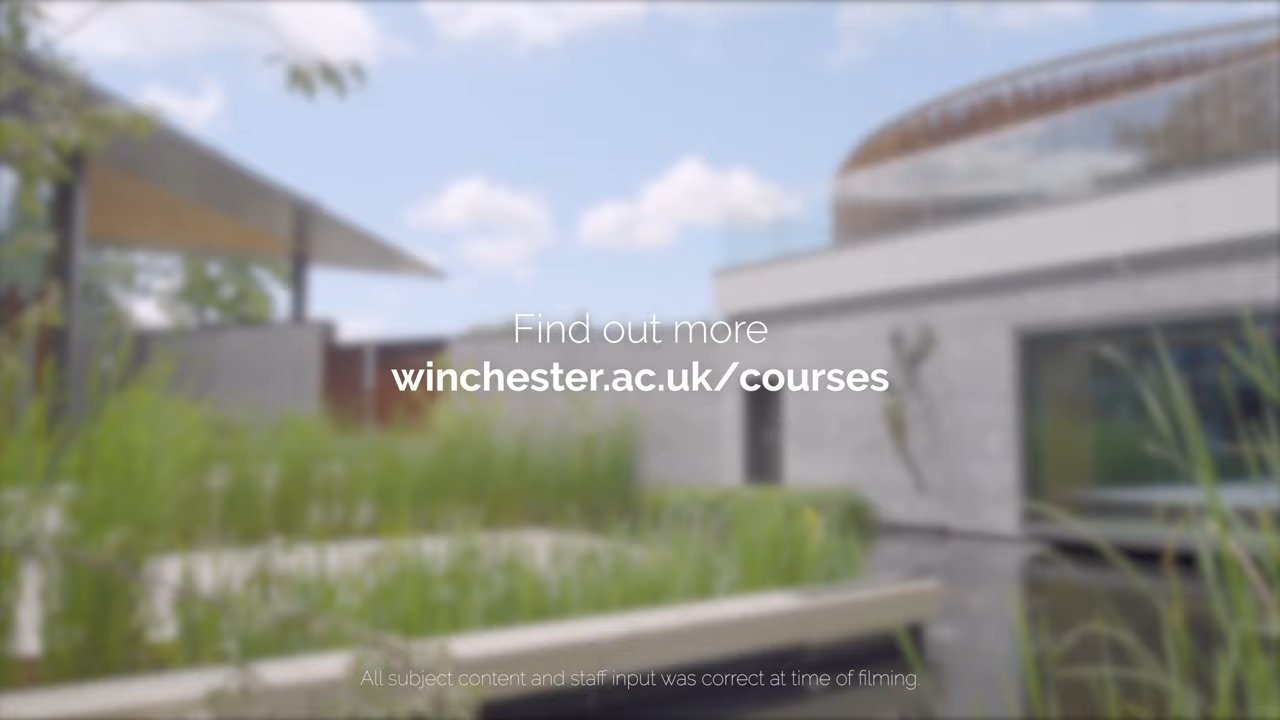 Find out more
winchester.ac.uk/courses
All subject content and staff input was correct at time of filming.